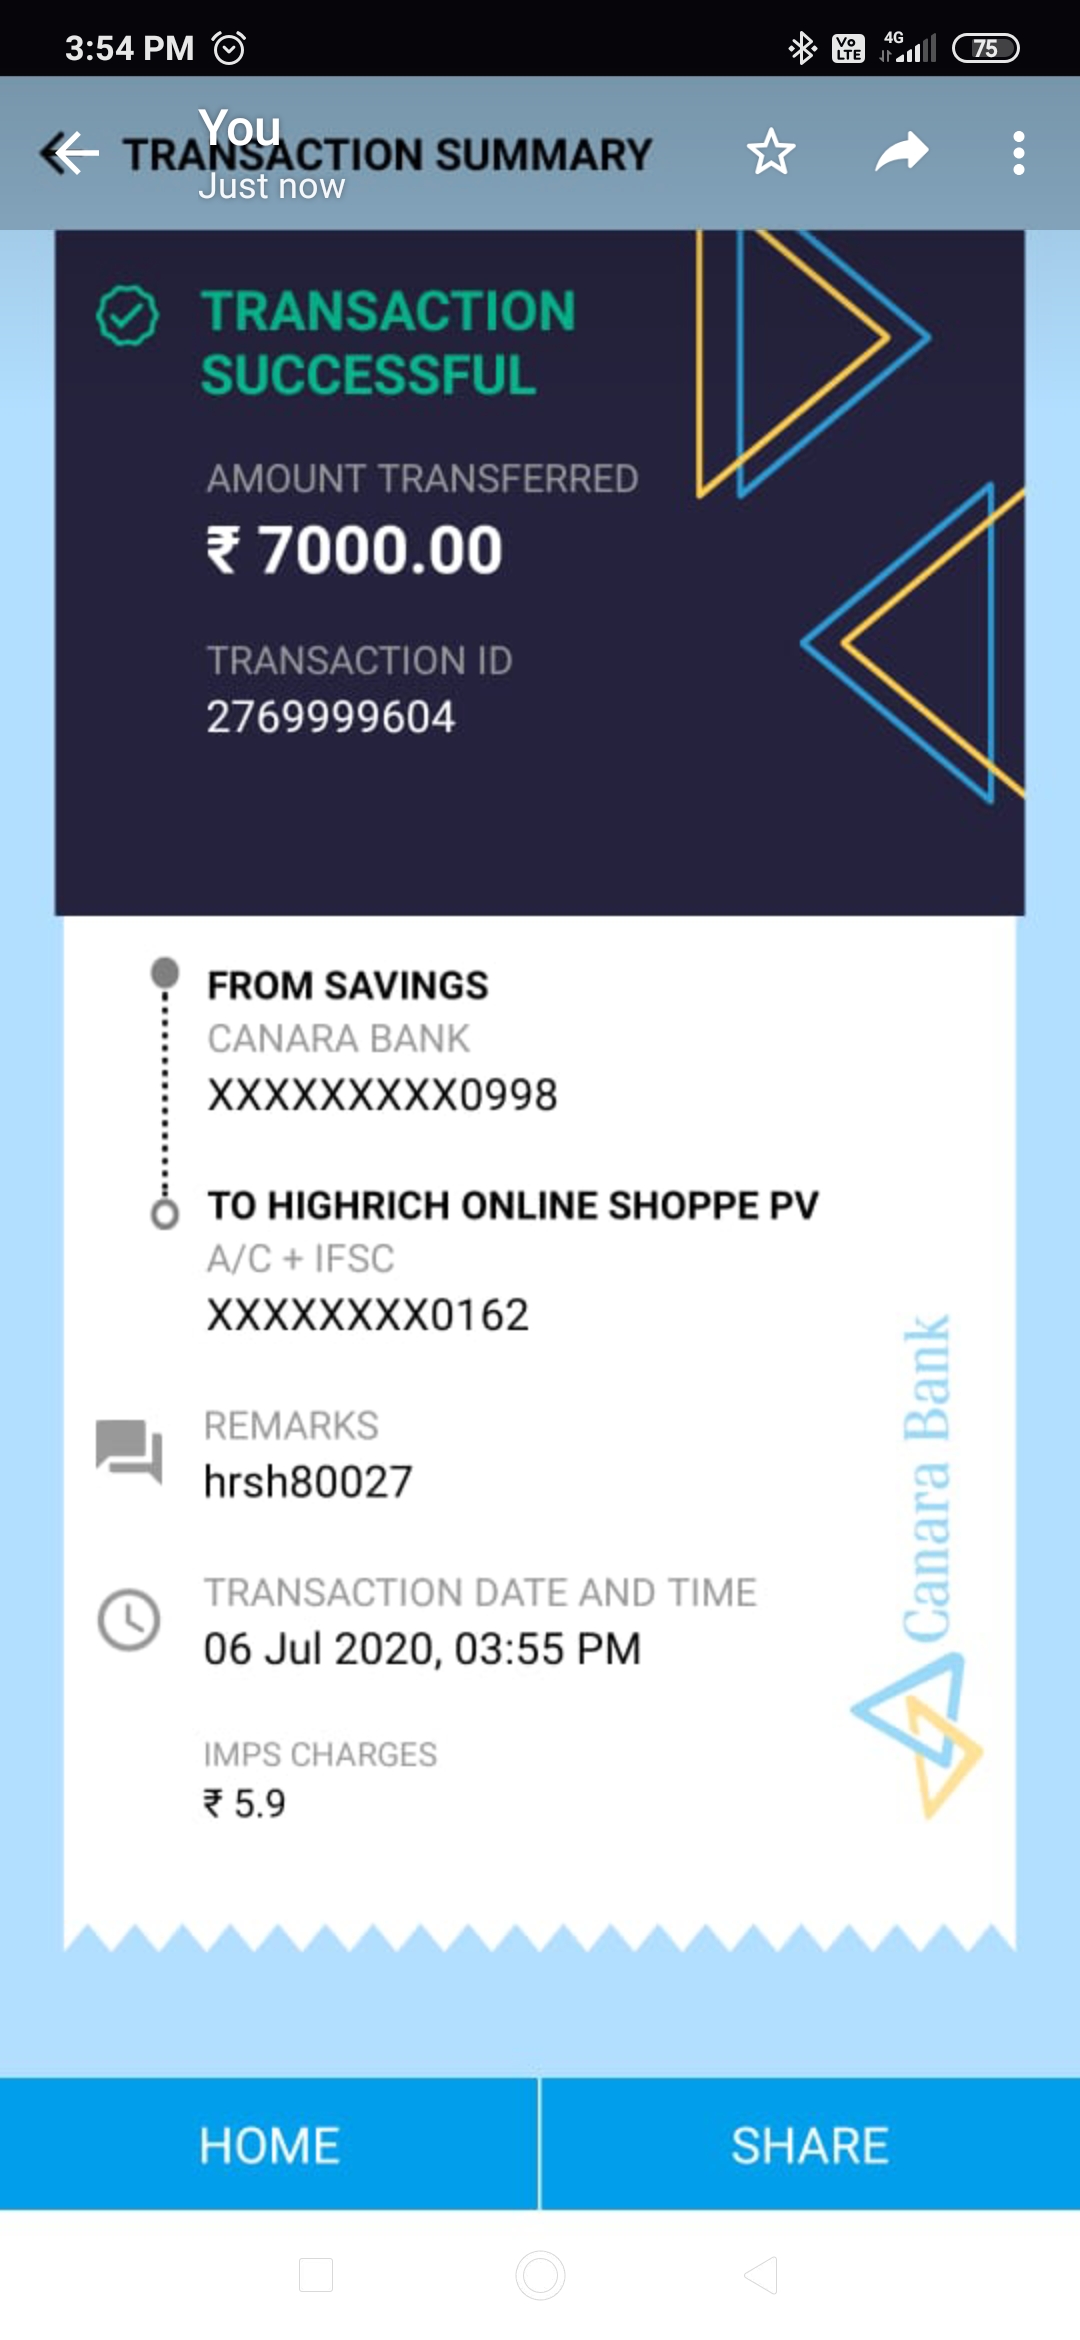 3:54 PM
Vo LTE 4G 75
You
TRANSACTION SUMMARY
Just now
TRANSACTION
SUCCESSFUL
AMOUNT TRANSFERRED
₹ 7000.00
TRANSACTION ID
2769999604
FROM SAVINGS
CANARA BANK
XXXXXXXXX0998
TO HIGHRICH ONLINE SHOPPE PV
A/C + IFSC
XXXXXXXX0162
REMARKS
hrsh80027
TRANSACTION DATE AND TIME
06 Jul 2020, 03:55 PM
IMPS CHARGES
₹ 5.9
Canara Bank
HOME
SHARE